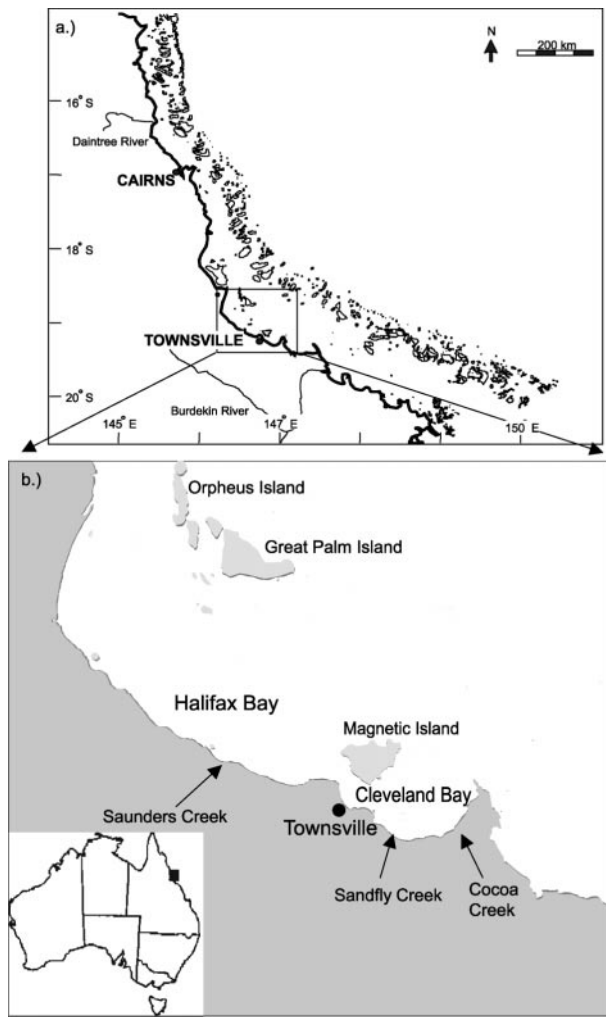 a.)
N
200 km
16°S
Daintree River
CAIRNS
18°S
TOWNSVILLE
20°S
Burdekin River
145°E
147°E
150°E
b.)
Orpheus Island
Great Palm Island
Halifax Bay
Magnetic Island
Cleveland Bay
Saunders Creek
Townsville
Sandfly Creek
Cocoa
Creek